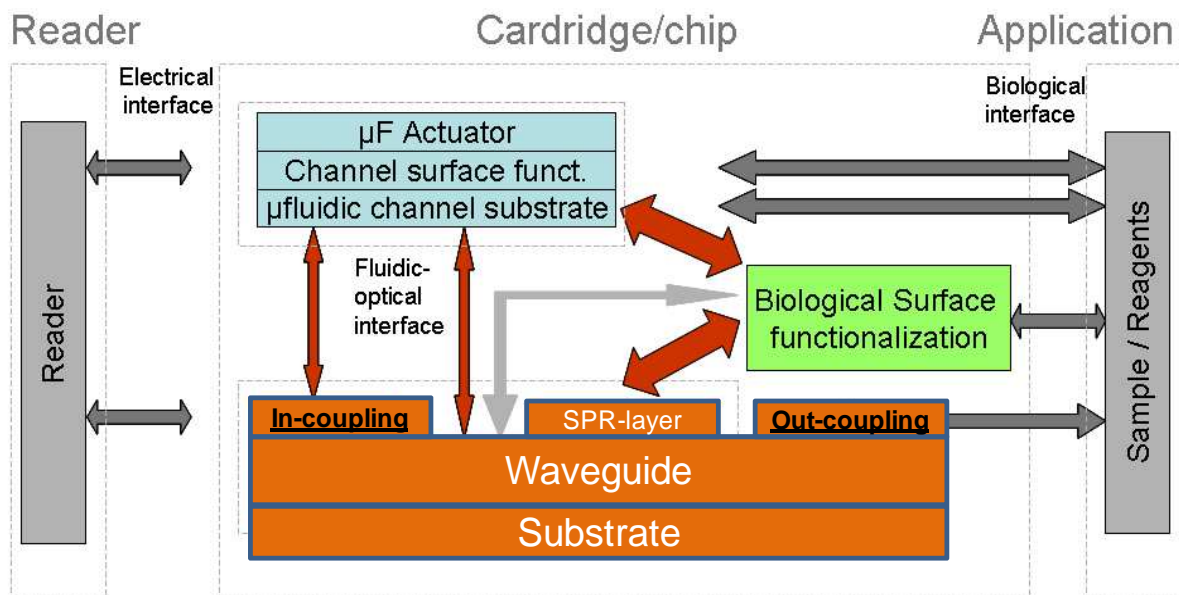 Reader
Cardridge/chip
Application
Electrical
interface
Biological
interface
µF Actuator
Channel surface funct.
µfluidic channel substrate
Fluidic-
optical
interface
Biological Surface
functionalization
Reader
Sample / Reagents
In-coupling
SPR-layer
Out-coupling
Waveguide
Substrate